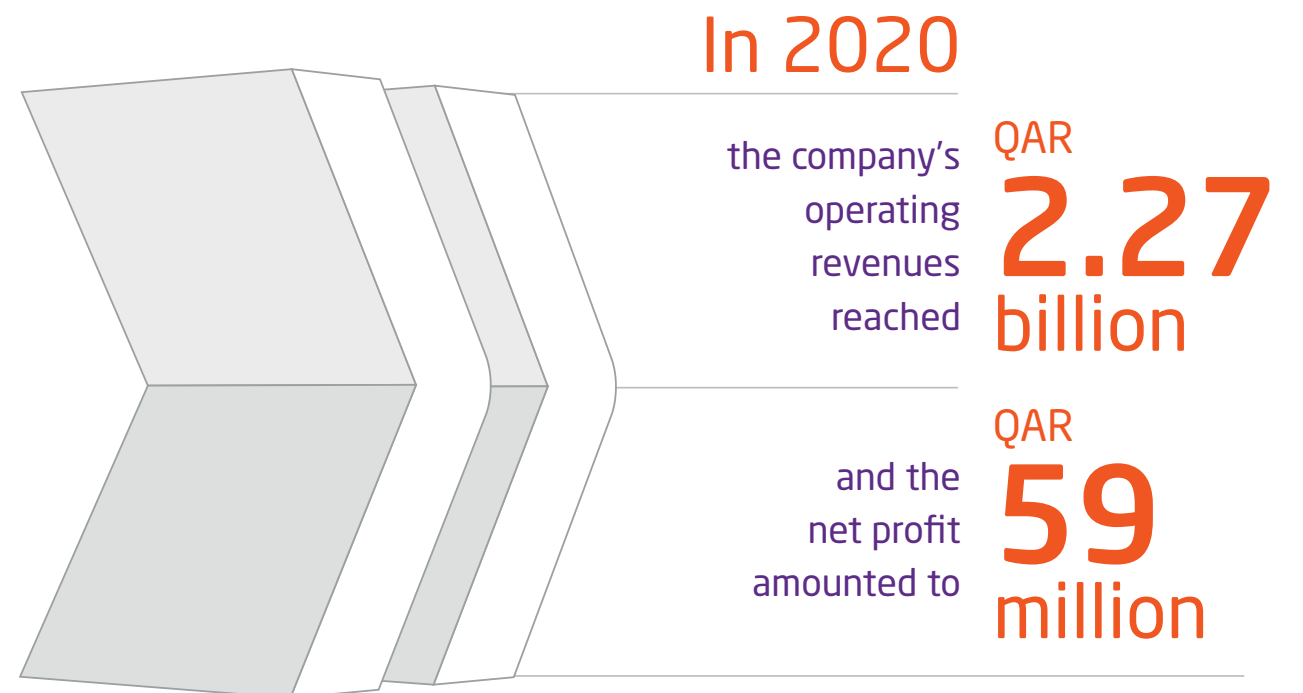 In 2020
the company's
operating
revenues
reached
QAR
2.27
billion
and the
net profit
amounted to
QAR
59
million